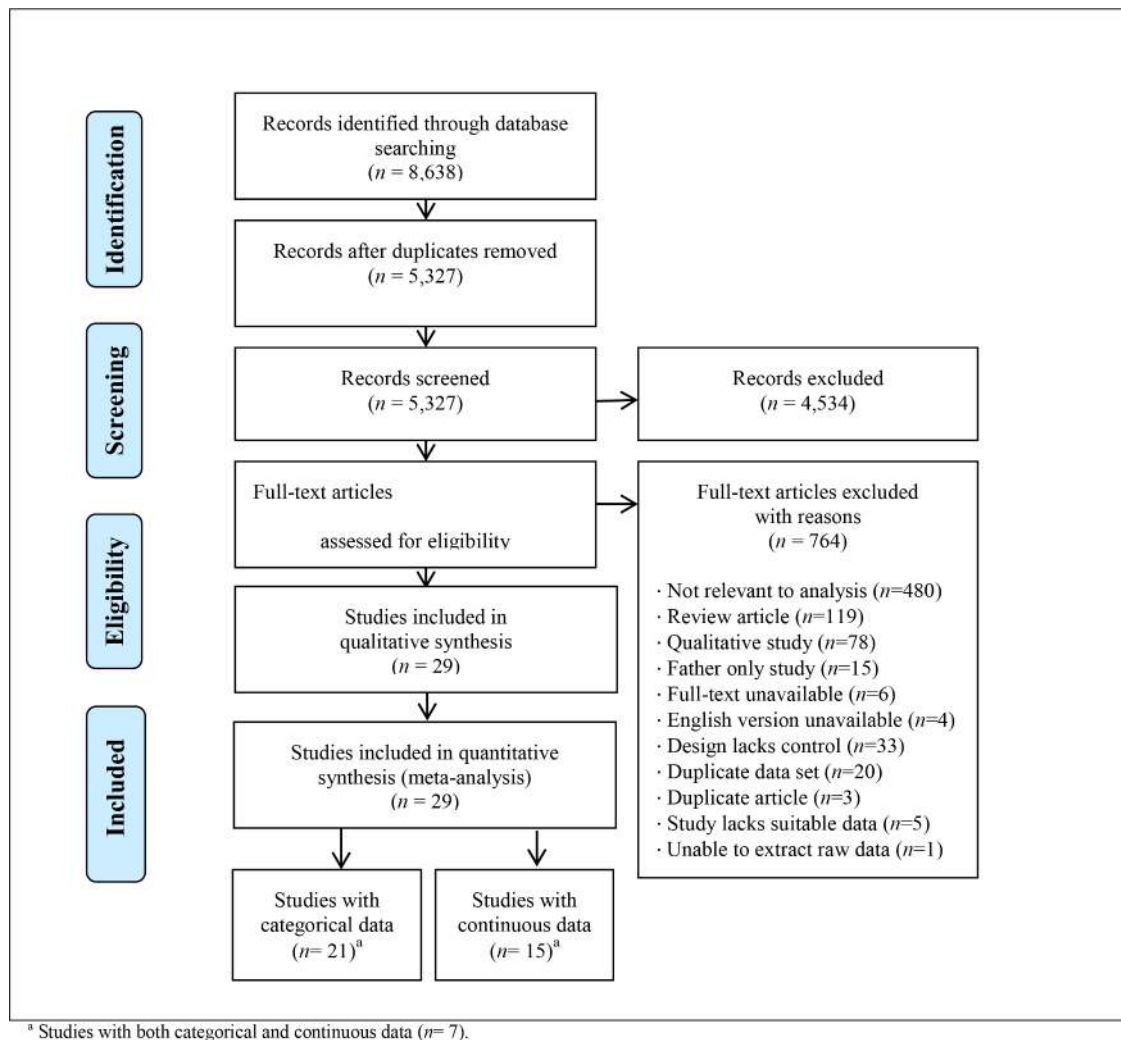 Identification
Records identified through database
searching
(n = 8,638)
Records after duplicates removed
(n = 5,327)
Screening
Records screened
(n = 5,327)
Records excluded
(n = 4,534)
Eligibility
Full-text articles
assessed for eligibility
Full-text articles excluded
with reasons
(n = 764)
· Not relevant to analysis (n=480)
· Review article (n=119)
· Qualitative study (n=78)
· Father only study (n=15)
· Full-text unavailable (n=6)
· English version unavailable (n=4)
· Design lacks control (n=33)
· Duplicate data set (n=20)
· Duplicate article (n=3)
· Study lacks suitable data (n=5)
· Unable to extract raw data (n=1)
Studies included in
qualitative synthesis
(n = 29)
Included
Studies included in quantitative
synthesis (meta-analysis)
(n = 29)
Studies with
categorical data
(n= 21)a
Studies with
continuous data
(n= 15)a
a Studies with both categorical and continuous data (n= 7).